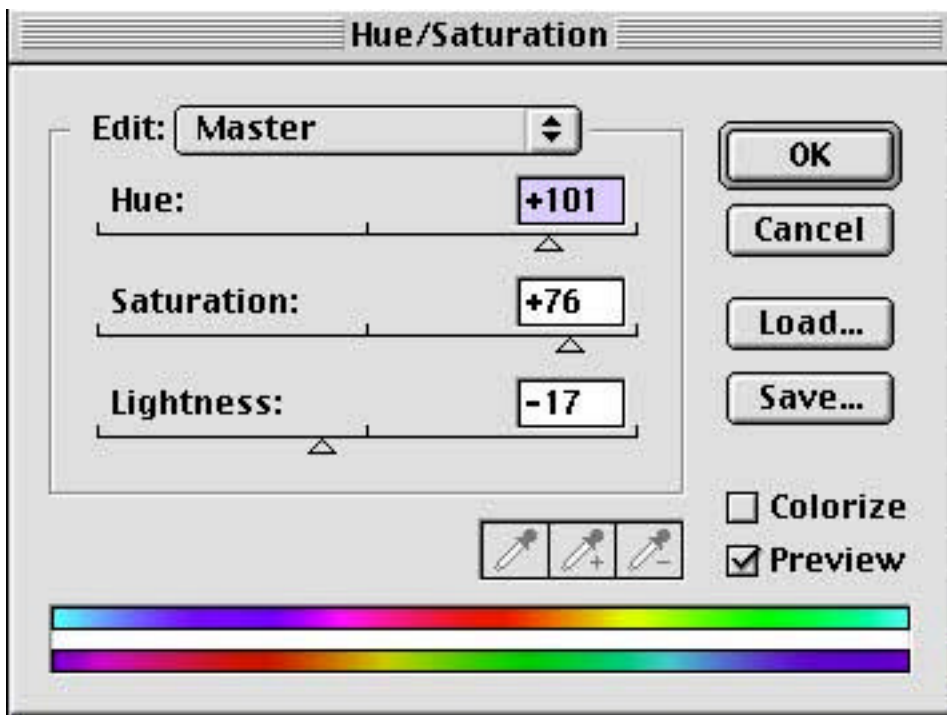 Hue/Saturation
Edit: Master
Hue: +101
Saturation: +76
Lightness: -17
OK
Cancel
Load...
Save...
Colorize
Preview